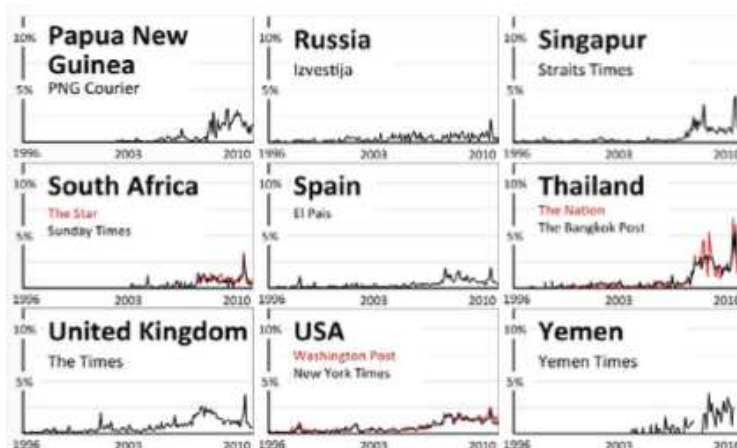 10%
Papua New
Guinea
PNG Courier
5%
1996 2003 2010
10%
Russia
Izvestija
5%
1996 2003 2010
10%
Singapur
Straits Times
5%
1996 2003 2010
10%
South Africa
The Star
Sunday Times
5%
1996 2003 2010
10%
Spain
El Pais
5%
1996 2003 2010
10%
Thailand
The Nation
The Bangkok Post
5%
1996 2003 2010
10%
United Kingdom
The Times
5%
1996 2003 2010
10%
USA
Washington Post
New York Times
5%
1996 2003 2010
10%
Yemen
Yemen Times
5%
1996 2003 2010